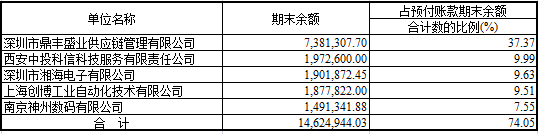 单位名称 期末余额 占预付账款期末余额
合计数的比例(%)
深圳市鼎丰盛业供应链管理有限公司 7,381,307.70 37.37
西安中投科信科技服务有限责任公司 1,972,600.00 9.99
深圳市湘海电子有限公司 1,901,872.45 9.63
上海创博工业自动化技术有限公司 1,877,822.00 9.51
南京神州数码有限公司 1,491,341.88 7.55
合 计 14,624,944.03 74.05